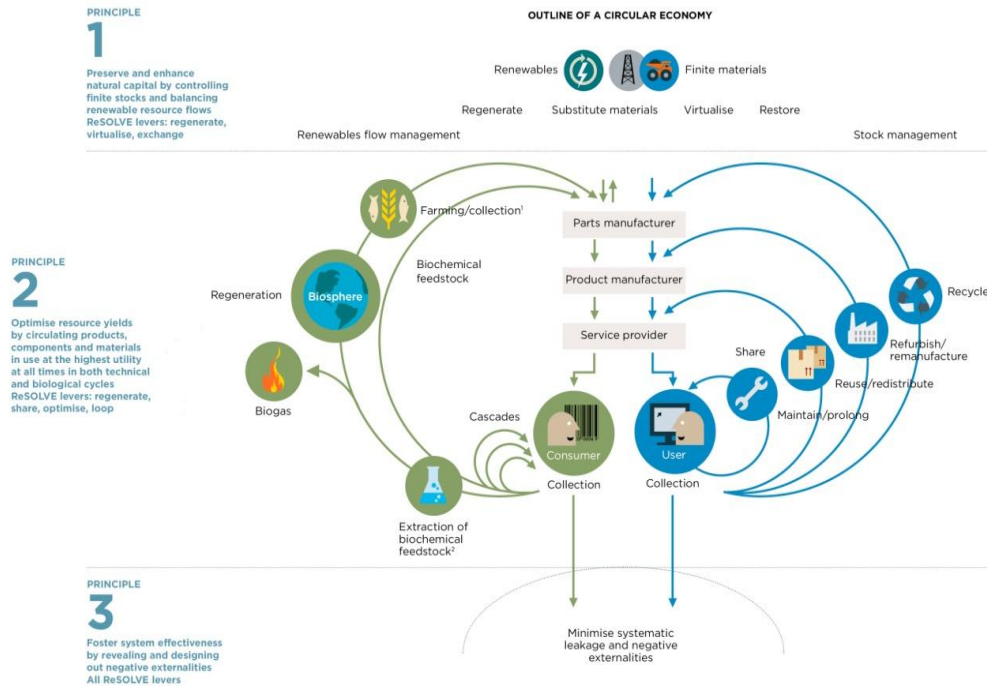 OUTLINE OF A CIRCULAR ECONOMY
PRINCIPLE
1
Preserve and enhance
natural capital by controlling
finite stocks and balancing
renewable resource flows
ReSOLVE levers: regenerate,
virtualise, exchange
Renewables
Finite materials
Regenerate
Substitute materials
Virtualise
Restore
Renewables flow management
Stock management
PRINCIPLE
2
Optimise resource yields
by circulating products,
components and materials
in use at the highest utility
at all times in both technical
and biological cycles
ReSOLVE levers: regenerate,
share, optimise, loop
Farming/collection¹
Biochemical
feedstock
Regeneration
Biosphere
Biogas
Cascades
Extraction of
biochemical
feedstock²
Parts manufacturer
Product manufacturer
Service provider
Consumer
Collection
User
Collection
Share
Maintain/prolong
Reuse/redistribute
Refurbish/
remanufacture
Recycle
PRINCIPLE
3
Foster system effectiveness
by revealing and designing
out negative externalities
All ReSOLVE levers
Minimise systematic
leakage and negative
externalities